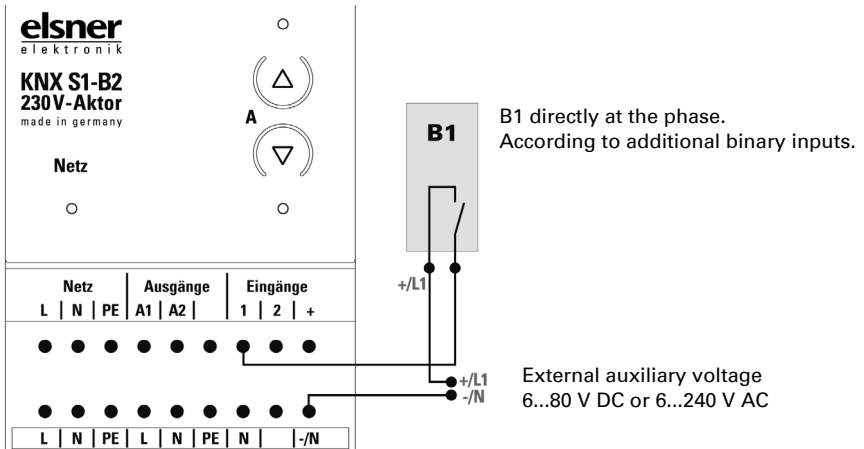 elsner
elektronik
KNX S1-B2
230V-Aktor
made in germany
A
Netz
B1
B1 directly at the phase.
According to additional binary inputs.
+/L1
Netz Ausgänge Eingänge
L N PE A1 A2 1 2 +
+/L1
-/N
External auxiliary voltage
6...80 V DC or 6...240 V AC
L N PE L N PE N -/N